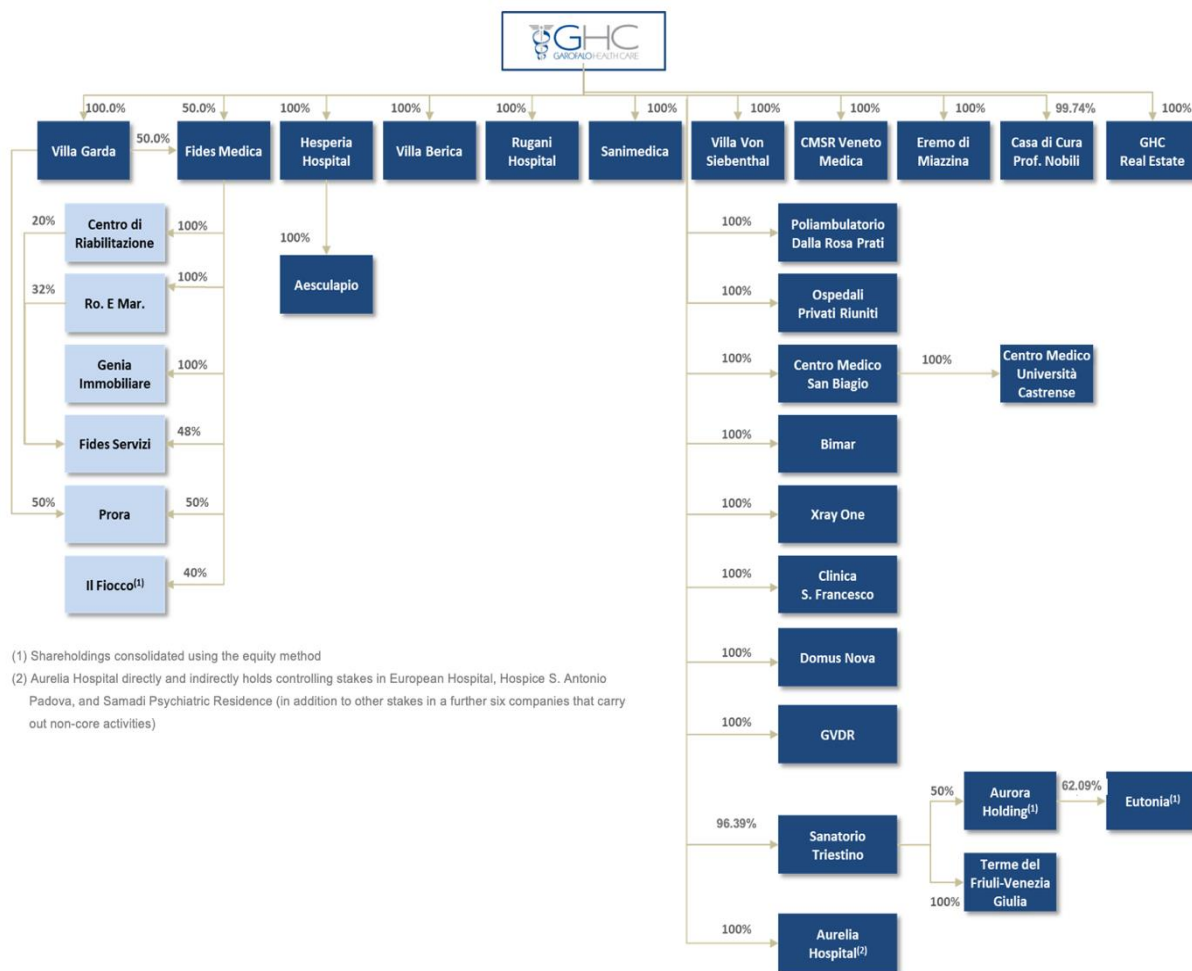 GHC
GAROFALO HEALTH CARE
100.0%
50.0%
100%
100%
100%
100%
100%
100%
100%
99.74%
100%
Villa Garda
50.0%
Fides Medica
Hesperia
Hospital
Villa Berica
Rugani
Hospital
Sanimedica
Villa Von
Siebenthal
CMSR Veneto
Medica
Eremo di
Miazzina
Casa di Cura
Prof. Nobili
GHC
Real Estate
20%
Centro di
Riabilitazione
100%
32%
Ro. E Mar.
100%
Genia
Immobiliare
100%
Fides Servizi
48%
50%
Prora
50%
Il Fiocco(1)
40%
100%
Aesculapio
100%
Poliambulatorio
Dalla Rosa Prati
100%
Ospedali
Privati Riuniti
100%
Centro Medico
San Biagio
100%
Centro Medico
Università
Castrense
100%
Bimar
100%
Xray One
100%
Clinica
S. Francesco
100%
Domus Nova
100%
GVDR
96.39%
Sanatorio
Triestino
50%
Aurora
Holding(1)
62.09%
Eutonia(1)
100%
Terme del
Friuli-Venezia
Giulia
100%
Aurelia
Hospital(2)
(1) Shareholdings consolidated using the equity method
(2) Aurelia Hospital directly and indirectly holds controlling stakes in European Hospital, Hospice S. Antonio
Padova, and Samadi Psychiatric Residence (in addition to other stakes in a further six companies that carry
out non-core activities)